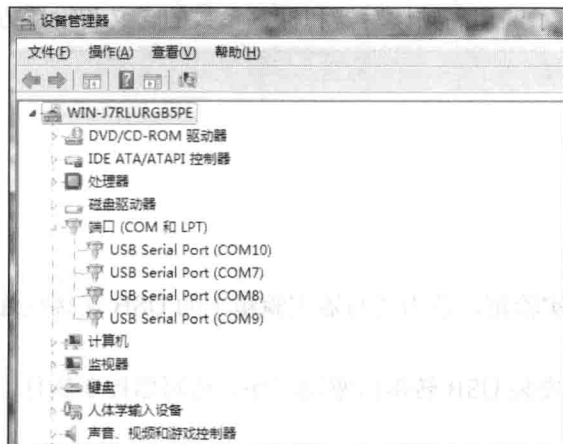 设备管理器
文件(F) 操作(A) 查看(V) 帮助(H)
WIN-J7RLURGB5PE
DVD/CD-ROM 驱动器
IDE ATA/ATAPI 控制器
处理器
磁盘驱动器
端口 (COM 和 LPT)
USB Serial Port (COM10)
USB Serial Port (COM7)
USB Serial Port (COM8)
USB Serial Port (COM9)
计算机
监视器
键盘
人体学输入设备
声音、视频和游戏控制器